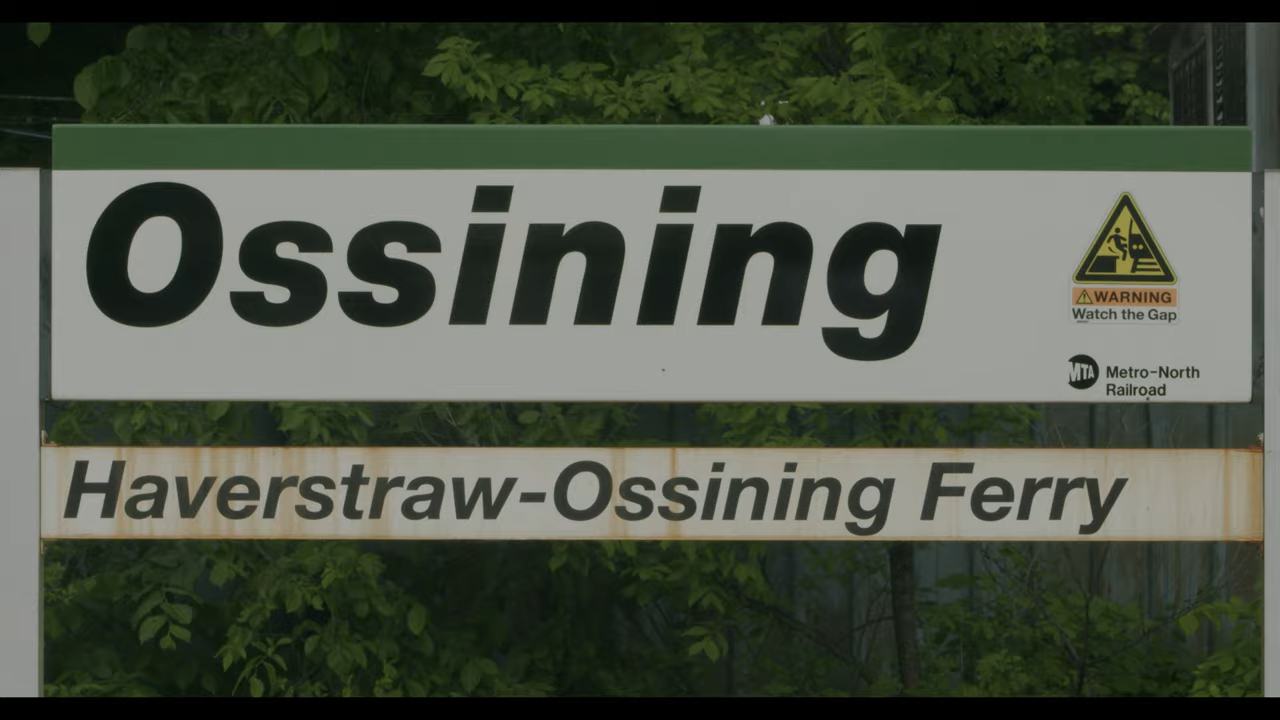 Ossining
WARNING
Watch the Gap
MTA Metro-North
Railroad
Haverstraw-Ossining Ferry